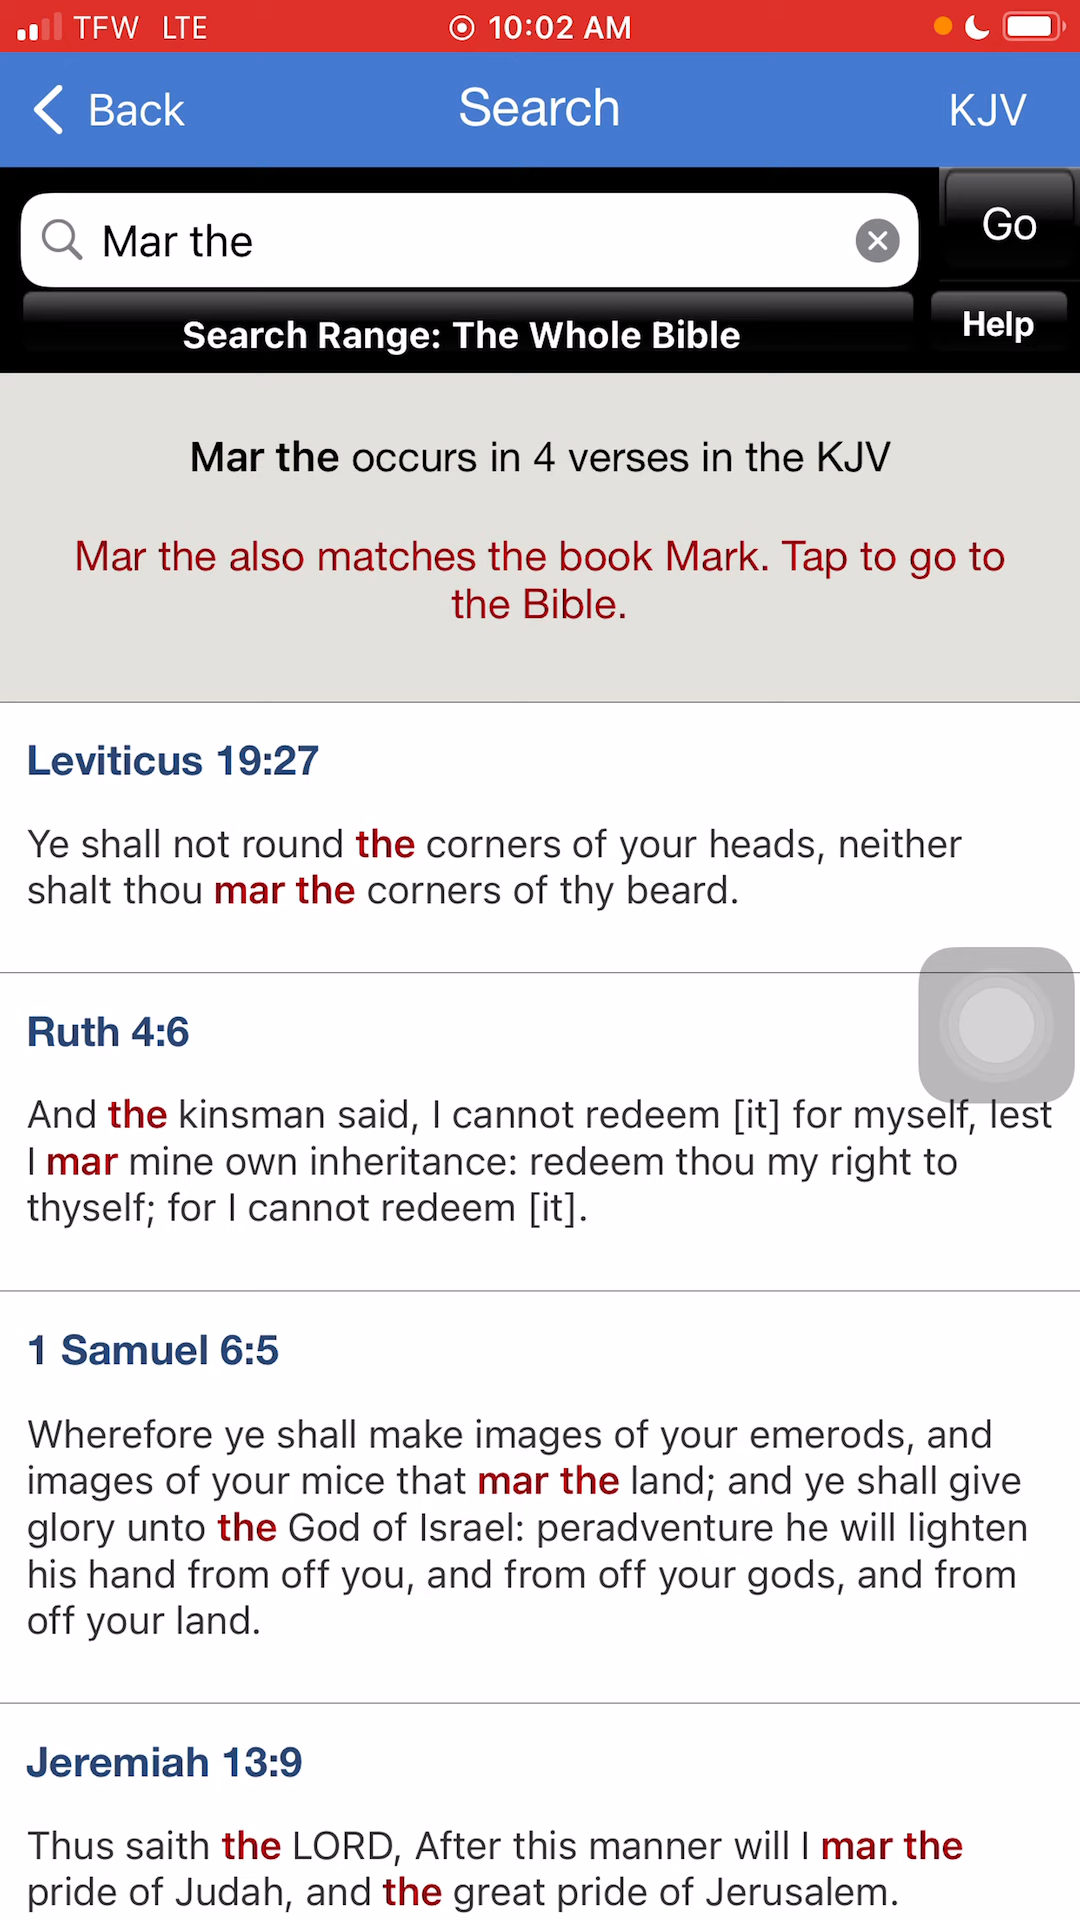 TFW LTE 10:02 AM
Back Search KJV
Mar the Go
Search Range: The Whole Bible Help
Mar the occurs in 4 verses in the KJV
Mar the also matches the book Mark. Tap to go to
the Bible.
Leviticus 19:27
Ye shall not round the corners of your heads, neither
shalt thou mar the corners of thy beard.
Ruth 4:6
And the kinsman said, I cannot redeem [it] for myself, lest
I mar mine own inheritance: redeem thou my right to
thyself; for I cannot redeem [it].
1 Samuel 6:5
Wherefore ye shall make images of your emerods, and
images of your mice that mar the land; and ye shall give
glory unto the God of Israel: peradventure he will lighten
his hand from off you, and from off your gods, and from
off your land.
Jeremiah 13:9
Thus saith the LORD, After this manner will I mar the
pride of Judah, and the great pride of Jerusalem.